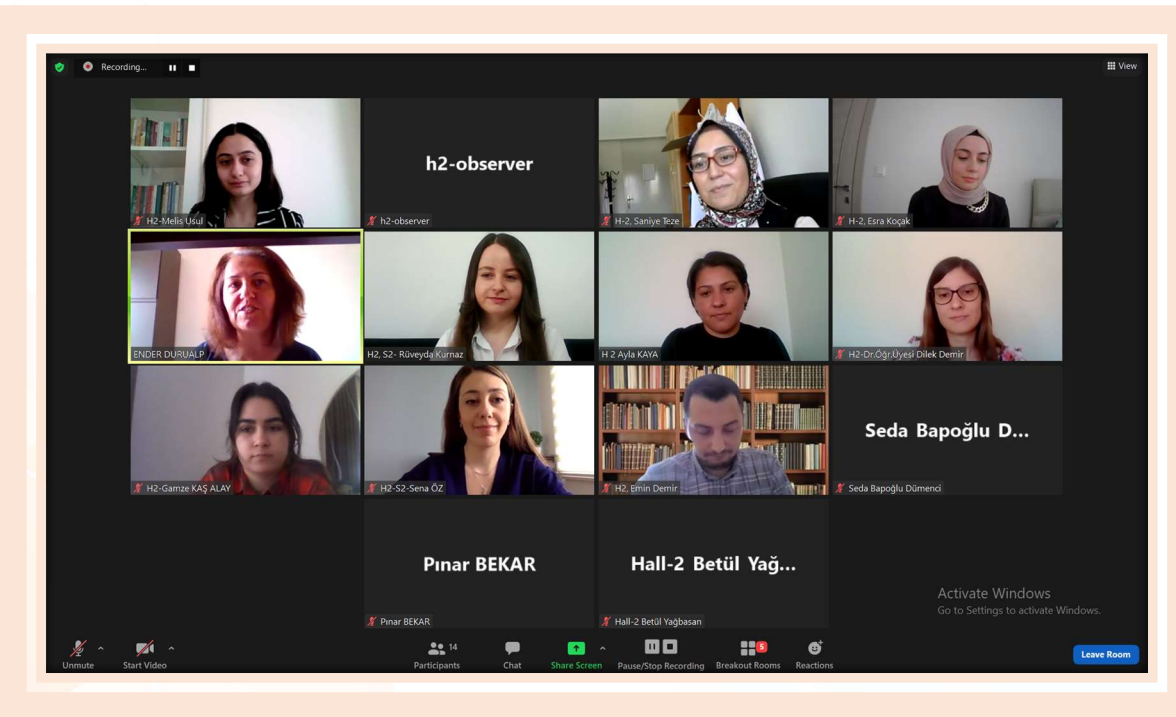 Recording...
View
H2-Melis Usul
h2-observer
h2-observer
H-2, Saniye Teze
H-2, Esra Koçak
ENDER DURUALP
H2, S2- Rüveyda Kurnaz
H 2 Ayla KAYA
H2-Dr.Öğr.Üyesi Dilek Demir
H2-Gamze KAŞ ALAY
H2-S2-Sena ÖZ
H2, Emin Demir
Seda Bapoğlu D...
Seda Bapoğlu Dümenci
Pınar BEKAR
Pınar BEKAR
Hall-2 Betül Yağ...
Hall-2 Betül Yağbasan
Activate Windows
Go to Settings to activate Windows.
Unmute
Start Video
14
Participants
Chat
Share Screen
Pause/Stop Recording
5
Breakout Rooms
Reactions
Leave Room